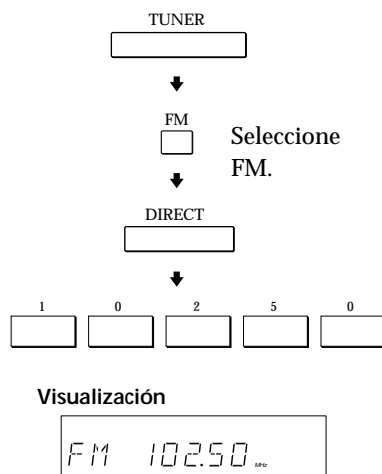 TUNER
FM
Seleccione
FM.
DIRECT
1 0 2 5 0
Visualización
FM 102.50 MHz